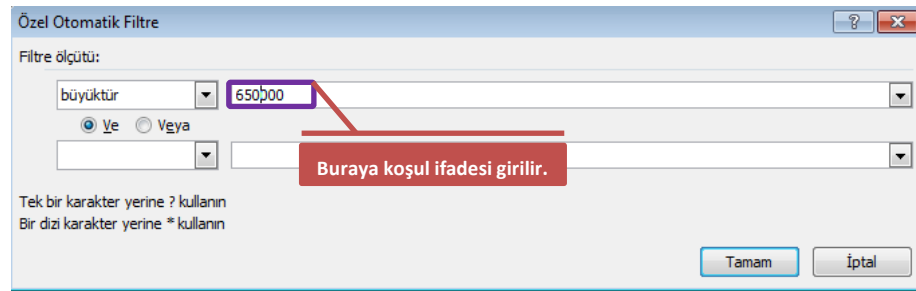 Özel Otomatik Filtre
Filtre ölçütü:
büyüktür 650000
Ve Veya
Buraya koşul ifadesi girilir.
Tek bir karakter yerine ? kullanın
Bir dizi karakter yerine * kullanın
Tamam İptal